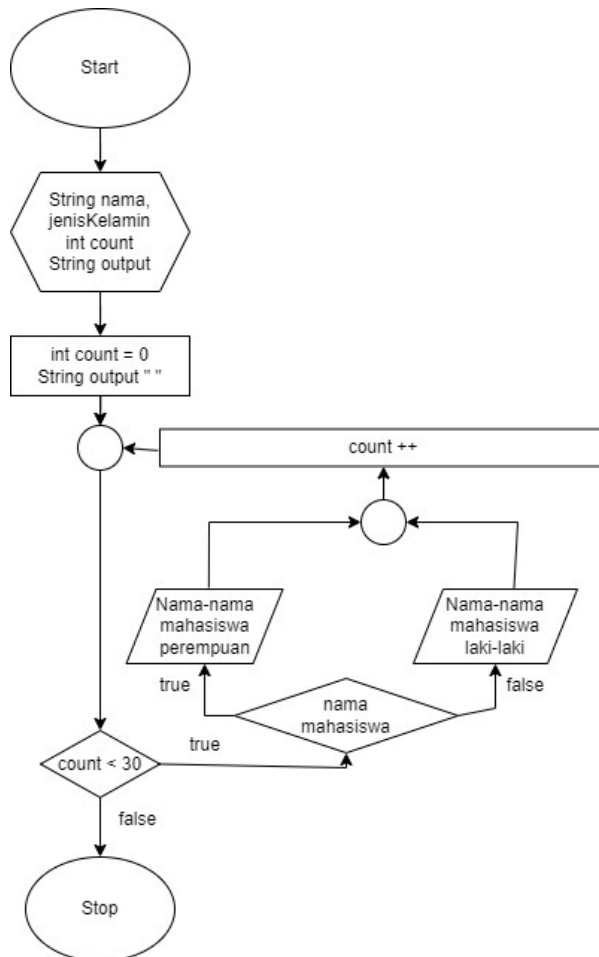 Start
String nama,
jenisKelamin
int count
String output
int count = 0
String output " "
count ++
Nama-nama
mahasiswa
perempuan
Nama-nama
mahasiswa
laki-laki
true
false
nama
mahasiswa
true
count < 30
false
Stop